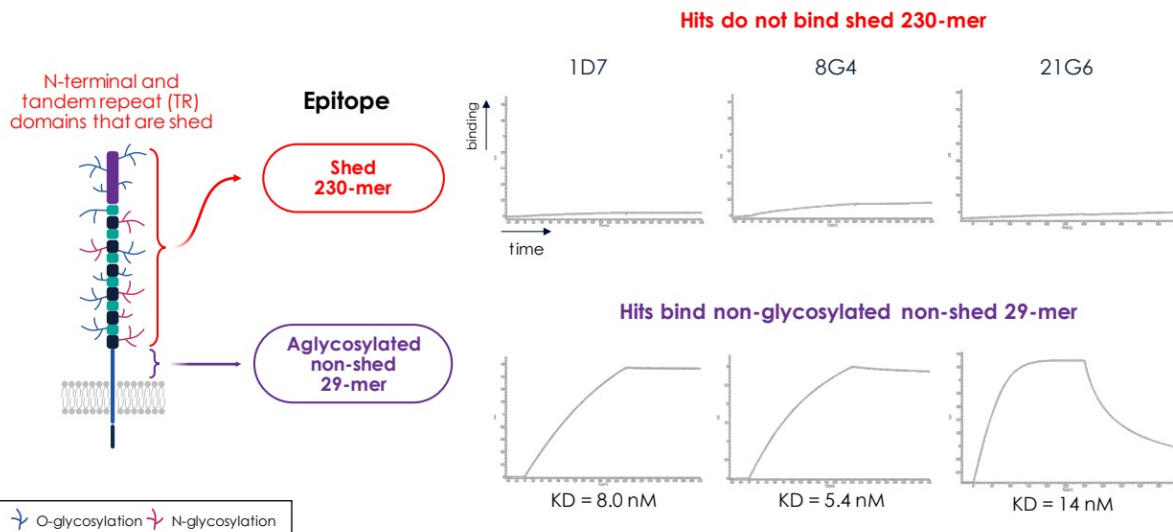 Hits do not bind shed 230-mer
N-terminal and
tandem repeat (TR)
domains that are shed
Epitope
Shed
230-mer
Aglycosylated
non-shed
29-mer
O-glycosylation
N-glycosylation
1D7
8G4
21G6
binding
time
Hits bind non-glycosylated non-shed 29-mer
KD = 8.0 nM
KD = 5.4 nM
KD = 14 nM